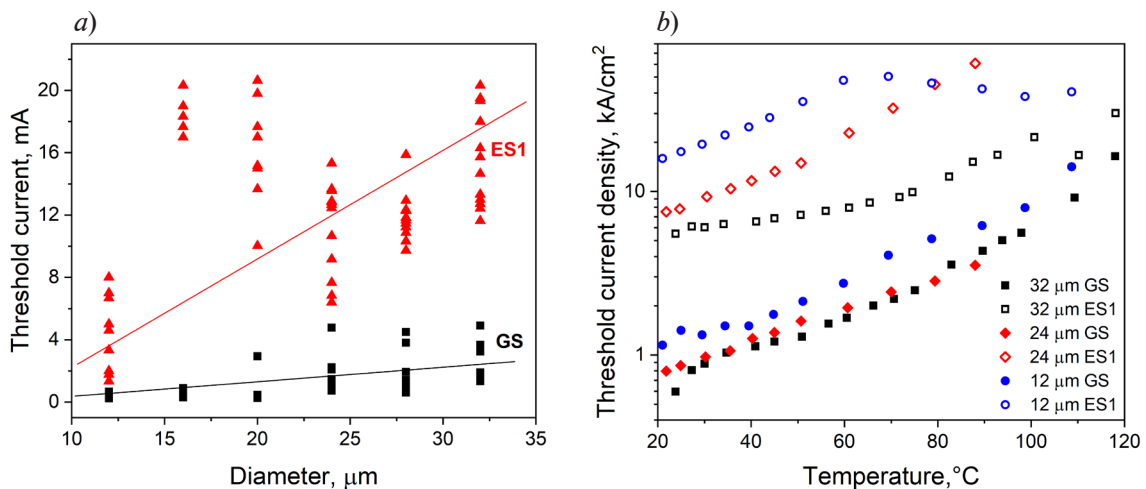 a)
Threshold current, mA
20
16
12
8
4
0
ES1
GS
10 15 20 25 30 35
Diameter, μm
b)
Threshold current density, kA/cm²
10
1
32 μm GS
32 μm ES1
24 μm GS
24 μm ES1
12 μm GS
12 μm ES1
20 40 60 80 100 120
Temperature,°C